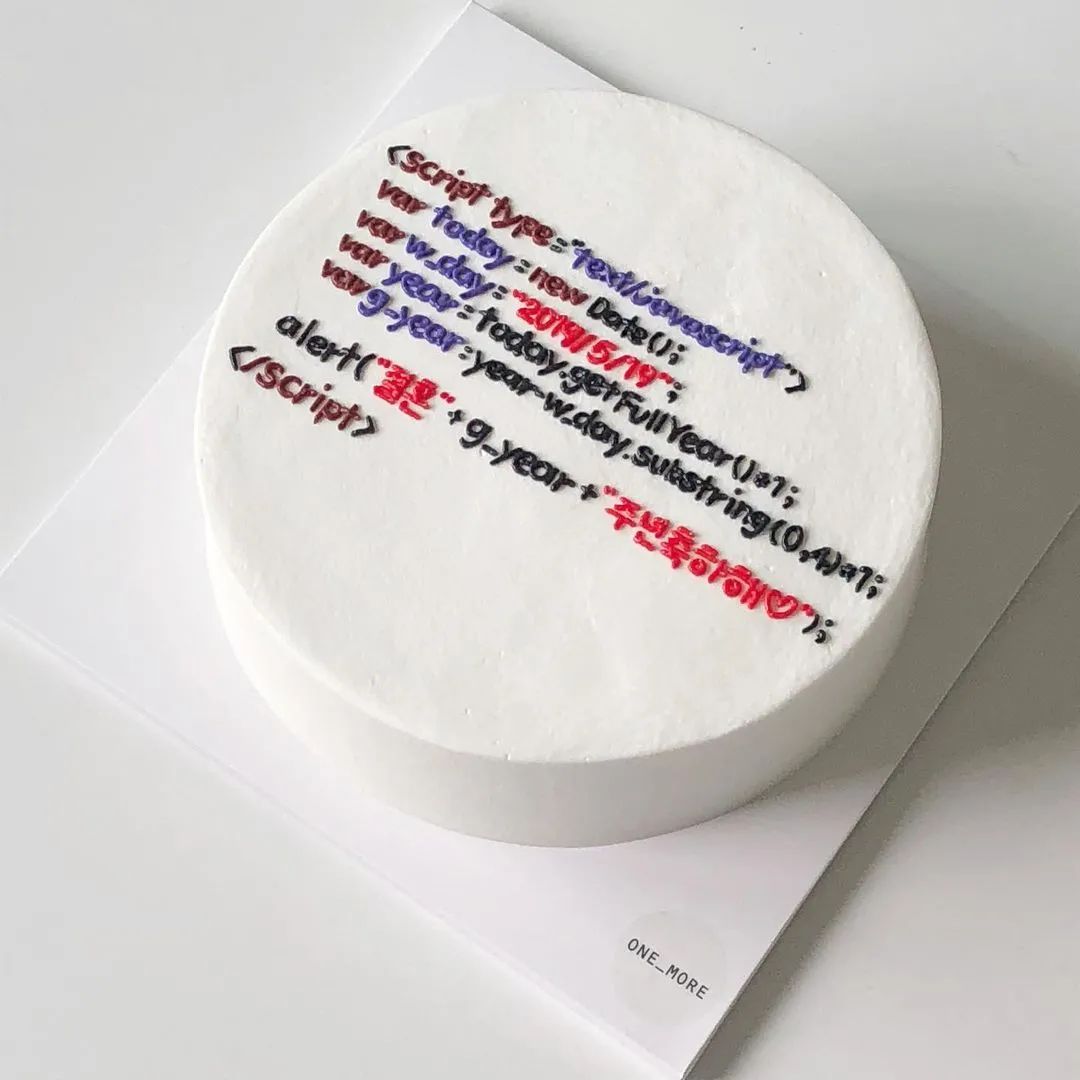 <script type="text/javascript">
var today = new Date();
var w_day = "2019/5/19";
var year = today.getFullYear()*1;
var g_year = year-w_day.substring(0,4)*1;
alert("결혼"+g_year+"주년축하해♡");
</script>
ONE_MORE